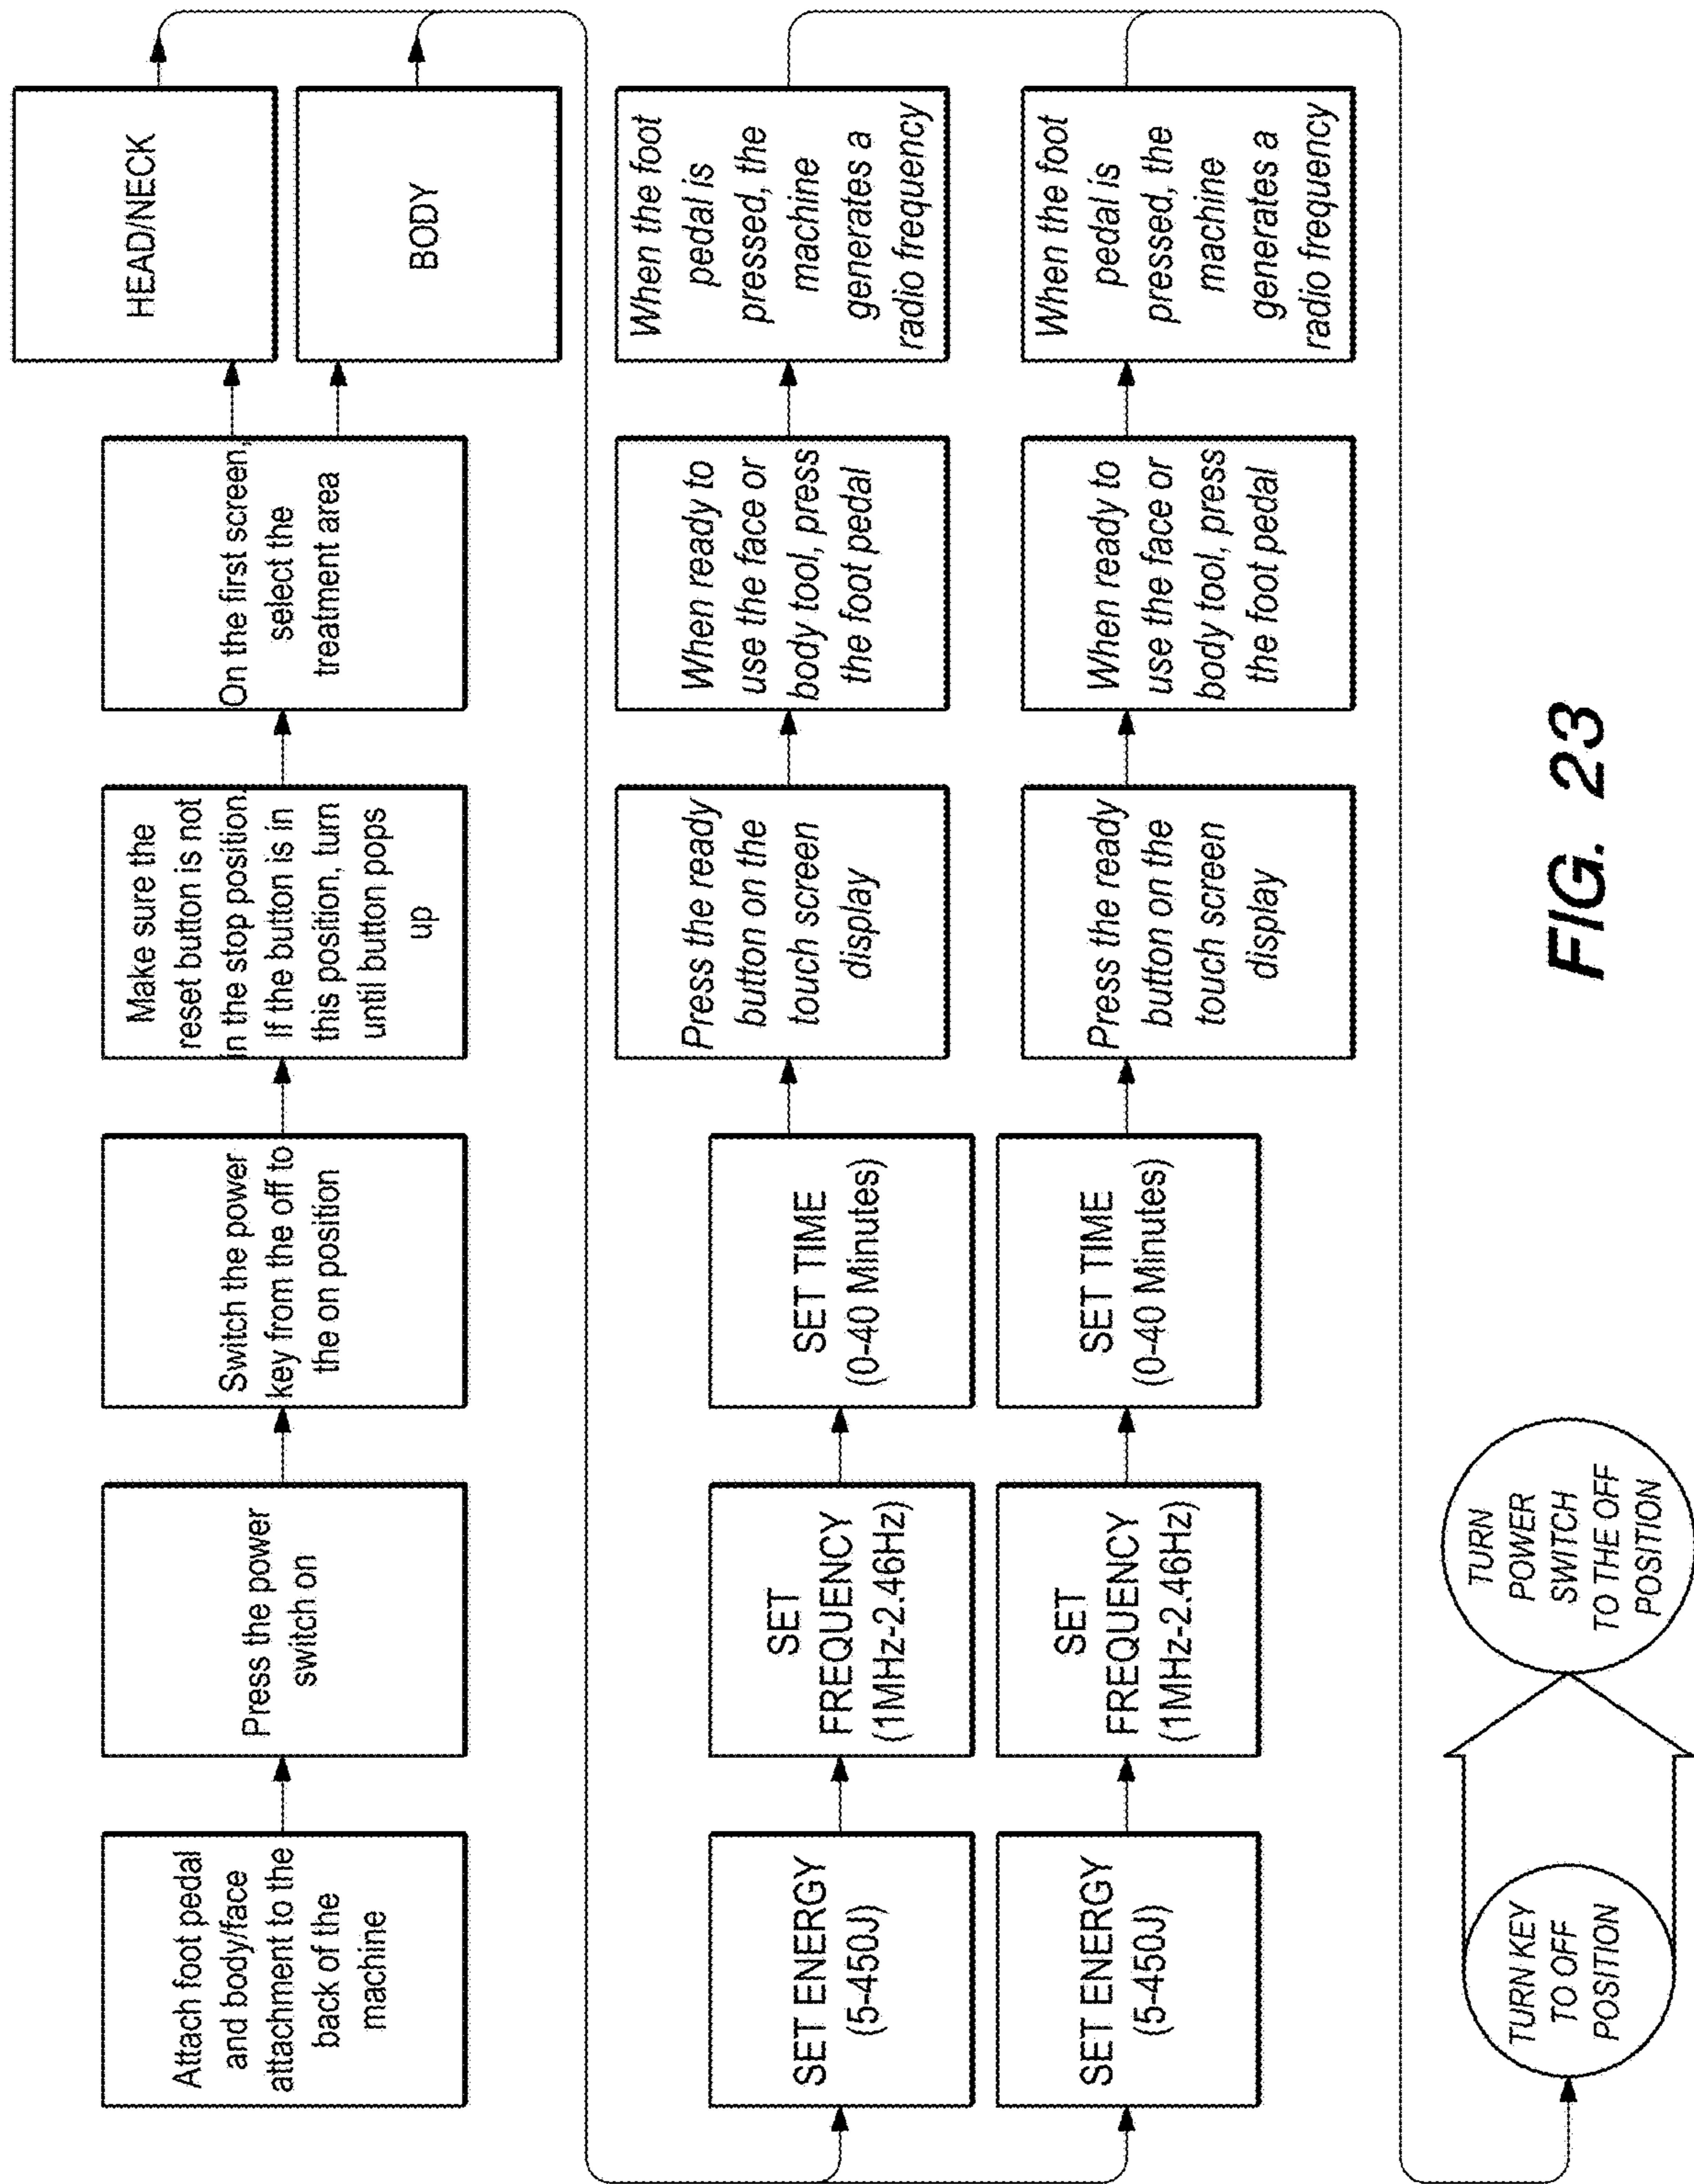 Attach foot pedal
and body/face
attachment to the
back of the
machine
Press the power
switch on
Switch the power
key from the off to
the on position
Make sure the
reset button is not
in the stop position.
If the button is in
this position, turn
until button pops
up
On the first screen,
select the
treatment area
HEAD/NECK
BODY
SET ENERGY
(5-450J)
SET
FREQUENCY
(1MHz-2.46Hz)
SET TIME
(0-40 Minutes)
Press the ready
button on the
touch screen
display
When ready to
use the face or
body tool, press
the foot pedal
When the foot
pedal is
pressed, the
machine
generates a
radio frequency
SET ENERGY
(5-450J)
SET
FREQUENCY
(1MHz-2.46Hz)
SET TIME
(0-40 Minutes)
Press the ready
button on the
touch screen
display
When ready to
use the face or
body tool, press
the foot pedal
When the foot
pedal is
pressed, the
machine
generates a
radio frequency
TURN KEY
TO OFF
POSITION
TURN
POWER
SWITCH
TO THE OFF
POSITION
FIG. 23